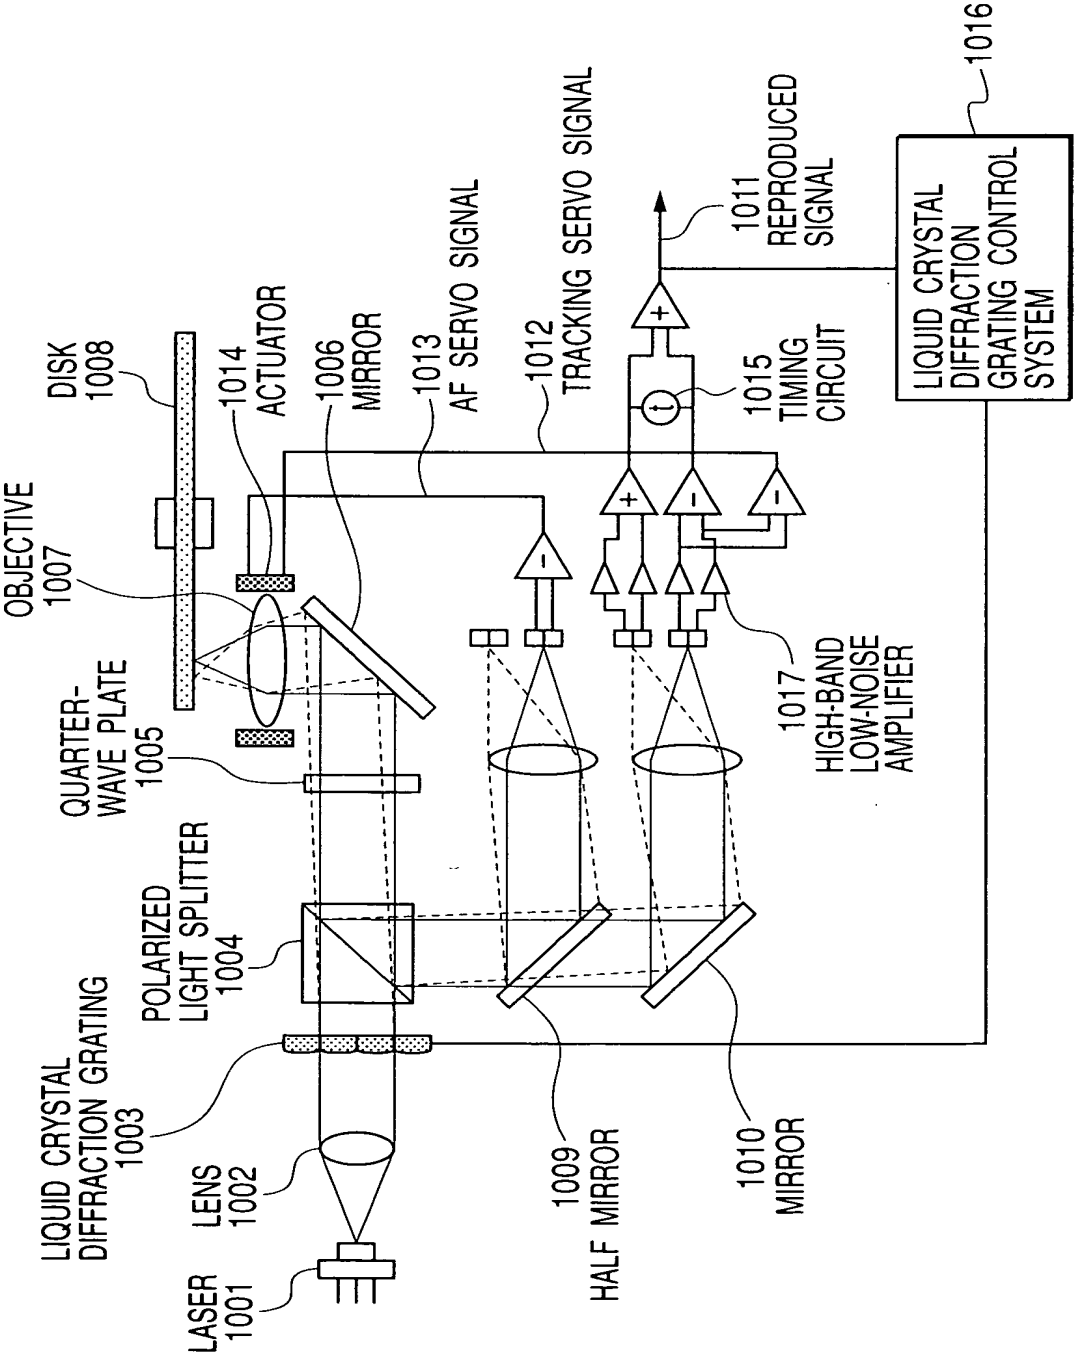 LASER
1001
LENS
1002
LIQUID CRYSTAL
DIFFRACTION GRATING
1003
POLARIZED
LIGHT SPLITTER
1004
QUARTER-
WAVE PLATE
1005
OBJECTIVE
1007
DISK
1008
1014
ACTUATOR
1006
MIRROR
1013
AF SERVO SIGNAL
1012
TRACKING SERVO SIGNAL
1011
REPRODUCED
SIGNAL
1015
TIMING
CIRCUIT
t
+
+
-
-
-
1009
HALF MIRROR
1010
MIRROR
1017
HIGH-BAND
LOW-NOISE
AMPLIFIER
LIQUID CRYSTAL
DIFFRACTION
GRATING CONTROL
SYSTEM
1016